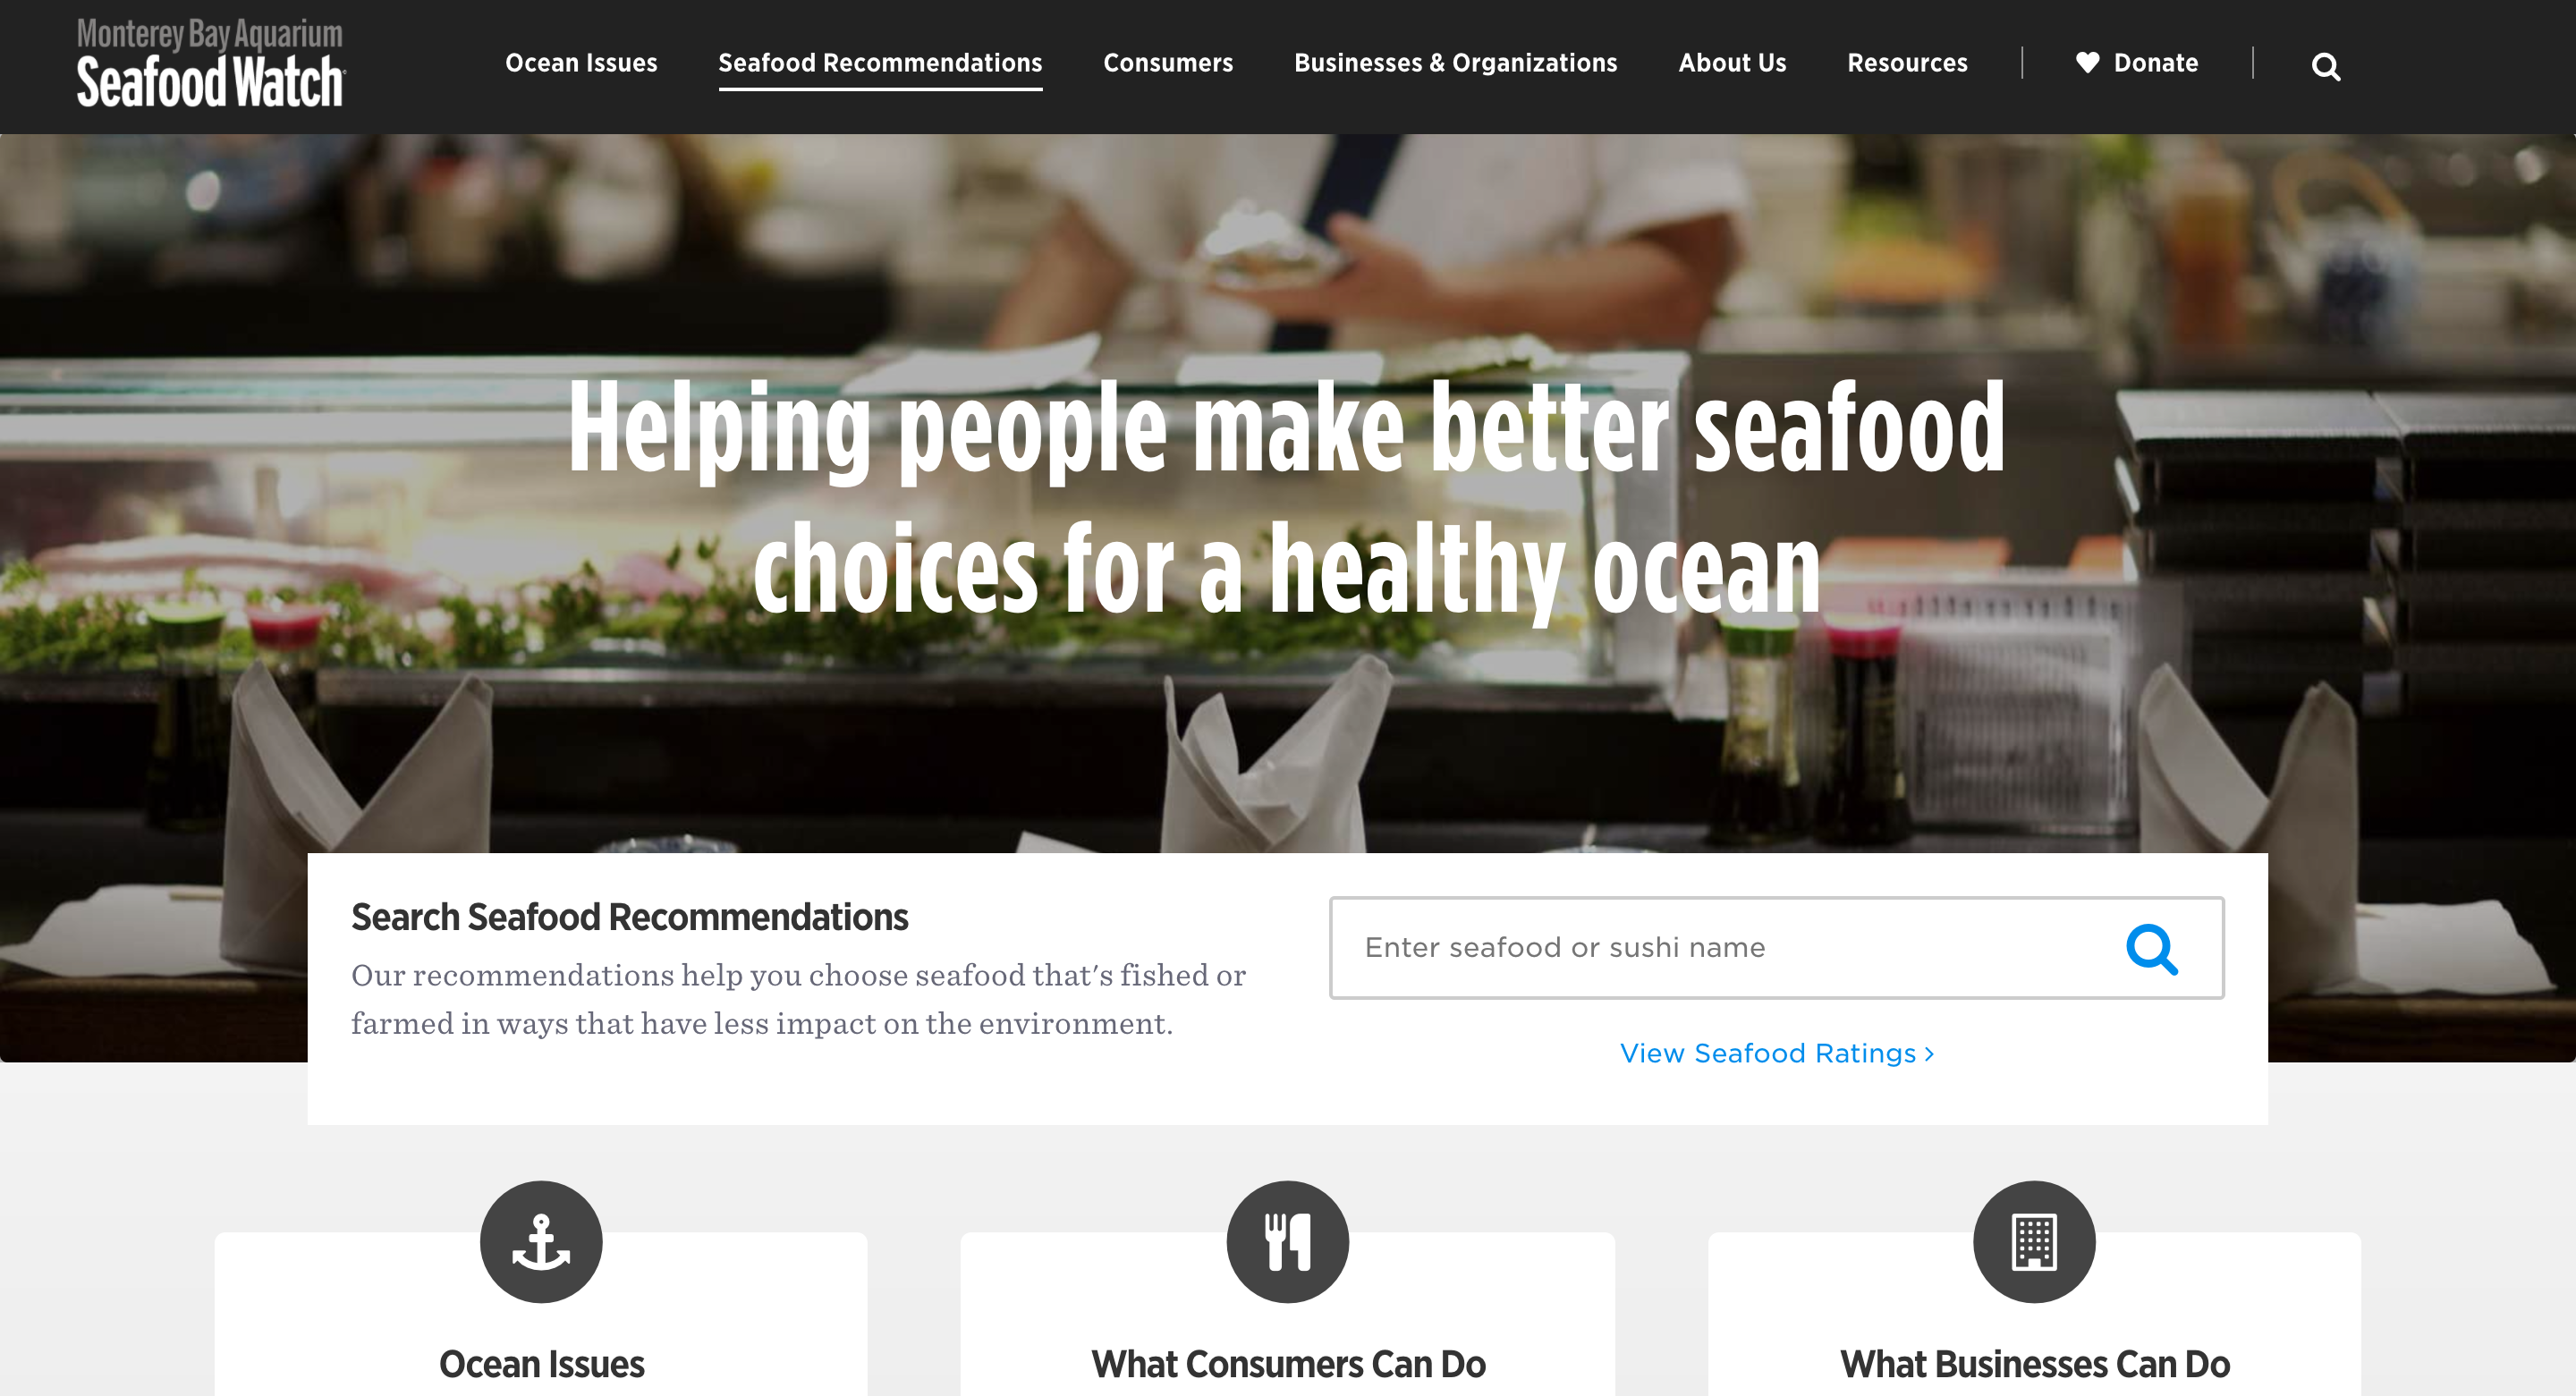 Monterey Bay Aquarium
Seafood Watch
Ocean Issues
Seafood Recommendations
Consumers
Businesses & Organizations
About Us
Resources
Donate
Helping people make better seafood
choices for a healthy ocean
Search Seafood Recommendations
Our recommendations help you choose seafood that's fished or
farmed in ways that have less impact on the environment.
Enter seafood or sushi name
View Seafood Ratings ›
Ocean Issues
What Consumers Can Do
What Businesses Can Do